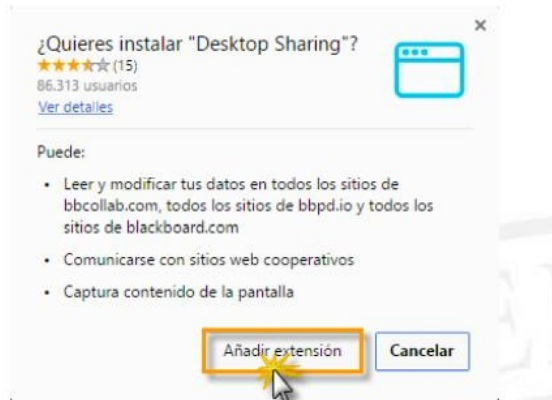 ¿Quieres instalar "Desktop Sharing"?
(15)
86.313 usuarios
Ver detalles
Puede:
• Leer y modificar tus datos en todos los sitios de
bbcollab.com, todos los sitios de bbpd.io y todos los
sitios de blackboard.com
• Comunicarse con sitios web cooperativos
• Captura contenido de la pantalla
Añadir extensión Cancelar